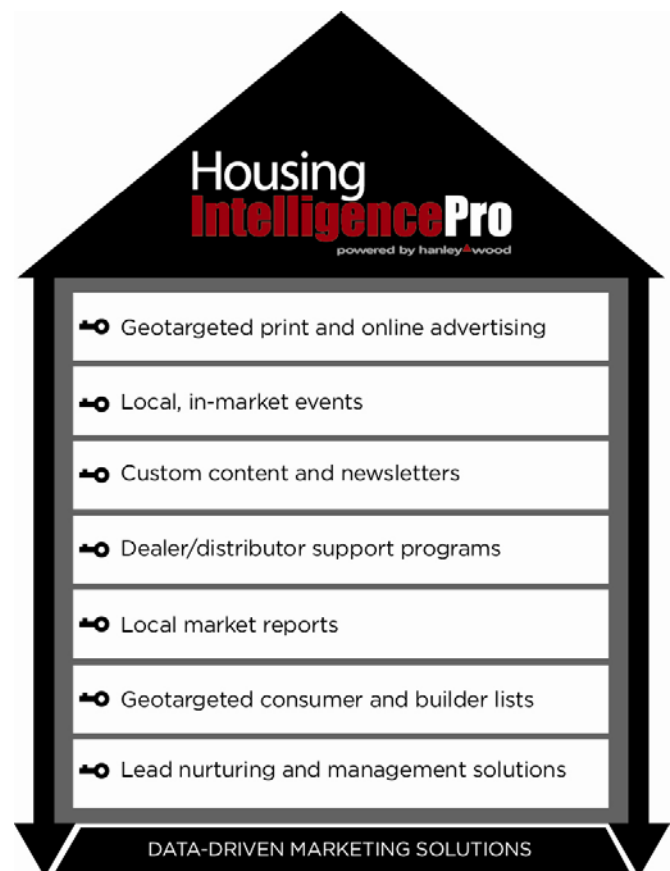 Housing
IntelligencePro
powered by hanley wood
Geotargeted print and online advertising
Local, in-market events
Custom content and newsletters
Dealer/distributor support programs
Local market reports
Geotargeted consumer and builder lists
Lead nurturing and management solutions
DATA-DRIVEN MARKETING SOLUTIONS